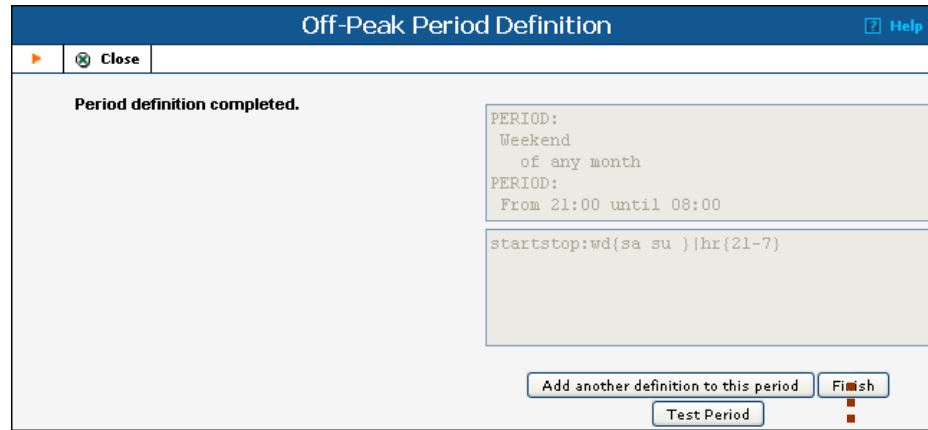 Off-Peak Period Definition
? Help
Close
Period definition completed.
PERIOD:
Weekend
of any month
PERIOD:
From 21:00 until 08:00
startstop:wd{sa su }|hr{21-7}
Add another definition to this period
Finish
Test Period